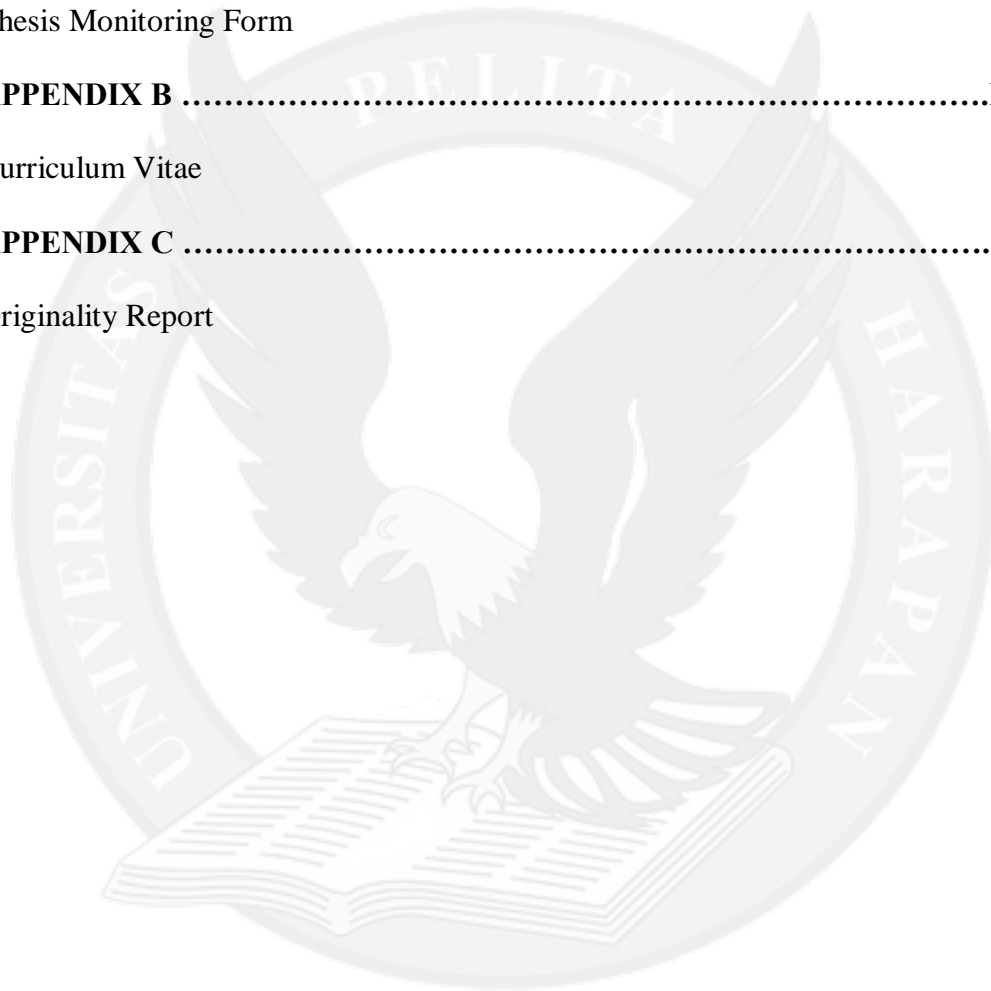 hesis Monitoring Form
PPENDIX B ……………………………………………………………………
urriculum Vitae
PPENDIX C …………………………………………………………………….
riginality Report
UNIVERSITAS PELITA HARAPAN